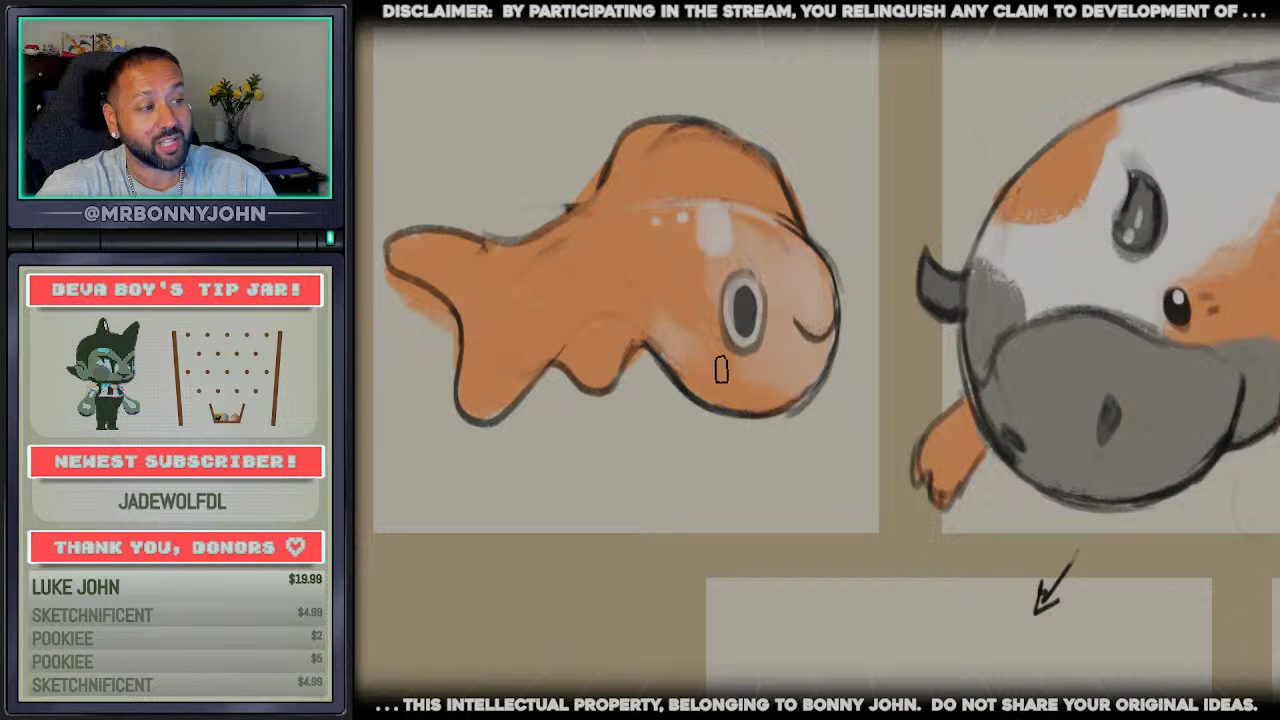 DISCLAIMER: BY PARTICIPATING IN THE STREAM, YOU RELINQUISH ANY CLAIM TO DEVELOPMENT OF ...
@MRBONNYJOHN
DEVA BOY'S TIP JAR!
NEWEST SUBSCRIBER!
JADEWOLFDL
THANK YOU, DONORS ♡
LUKE JOHN $19.99
SKETCHNIFICENT $4.99
POOKIEE $2
POOKIEE $5
SKETCHNIFICENT $4.99
... THIS INTELLECTUAL PROPERTY, BELONGING TO BONNY JOHN. DO NOT SHARE YOUR ORIGINAL IDEAS.